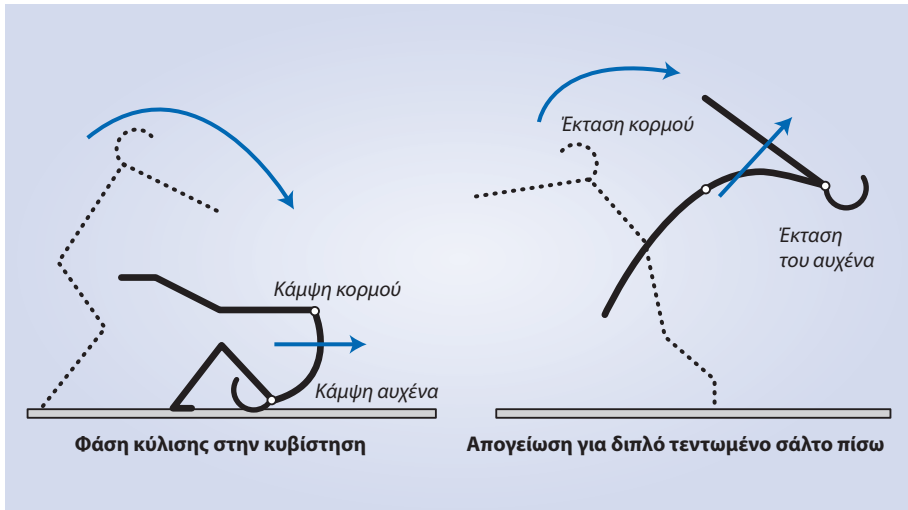 Έκταση κορμού
Έκταση
του αυχένα
Κάμψη κορμού
Κάμψη αυχένα
Φάση κύλισης στην κυβίστηση
Απογείωση για διπλό τεντωμένο σάλτο πίσω